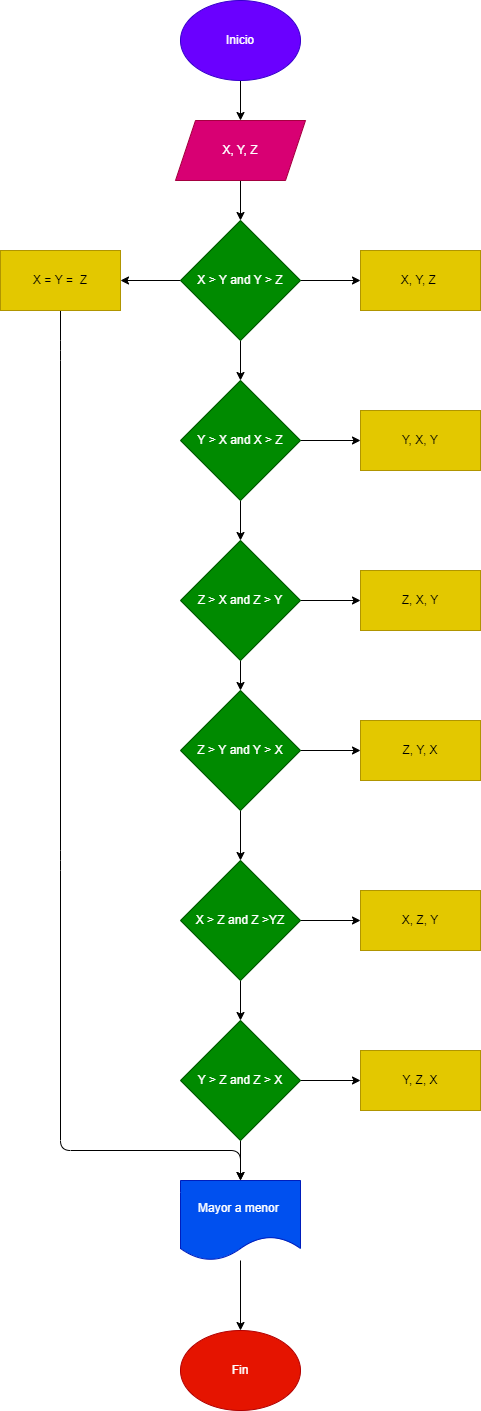 Inicio
X, Y, Z
X = Y = Z
X > Y and Y > Z
X, Y, Z
Y > X and X > Z
Y, X, Y
Z > X and Z > Y
Z, X, Y
Z > Y and Y > X
Z, Y, X
X > Z and Z >YZ
X, Z, Y
Y > Z and Z > X
Y, Z, X
Mayor a menor
Fin